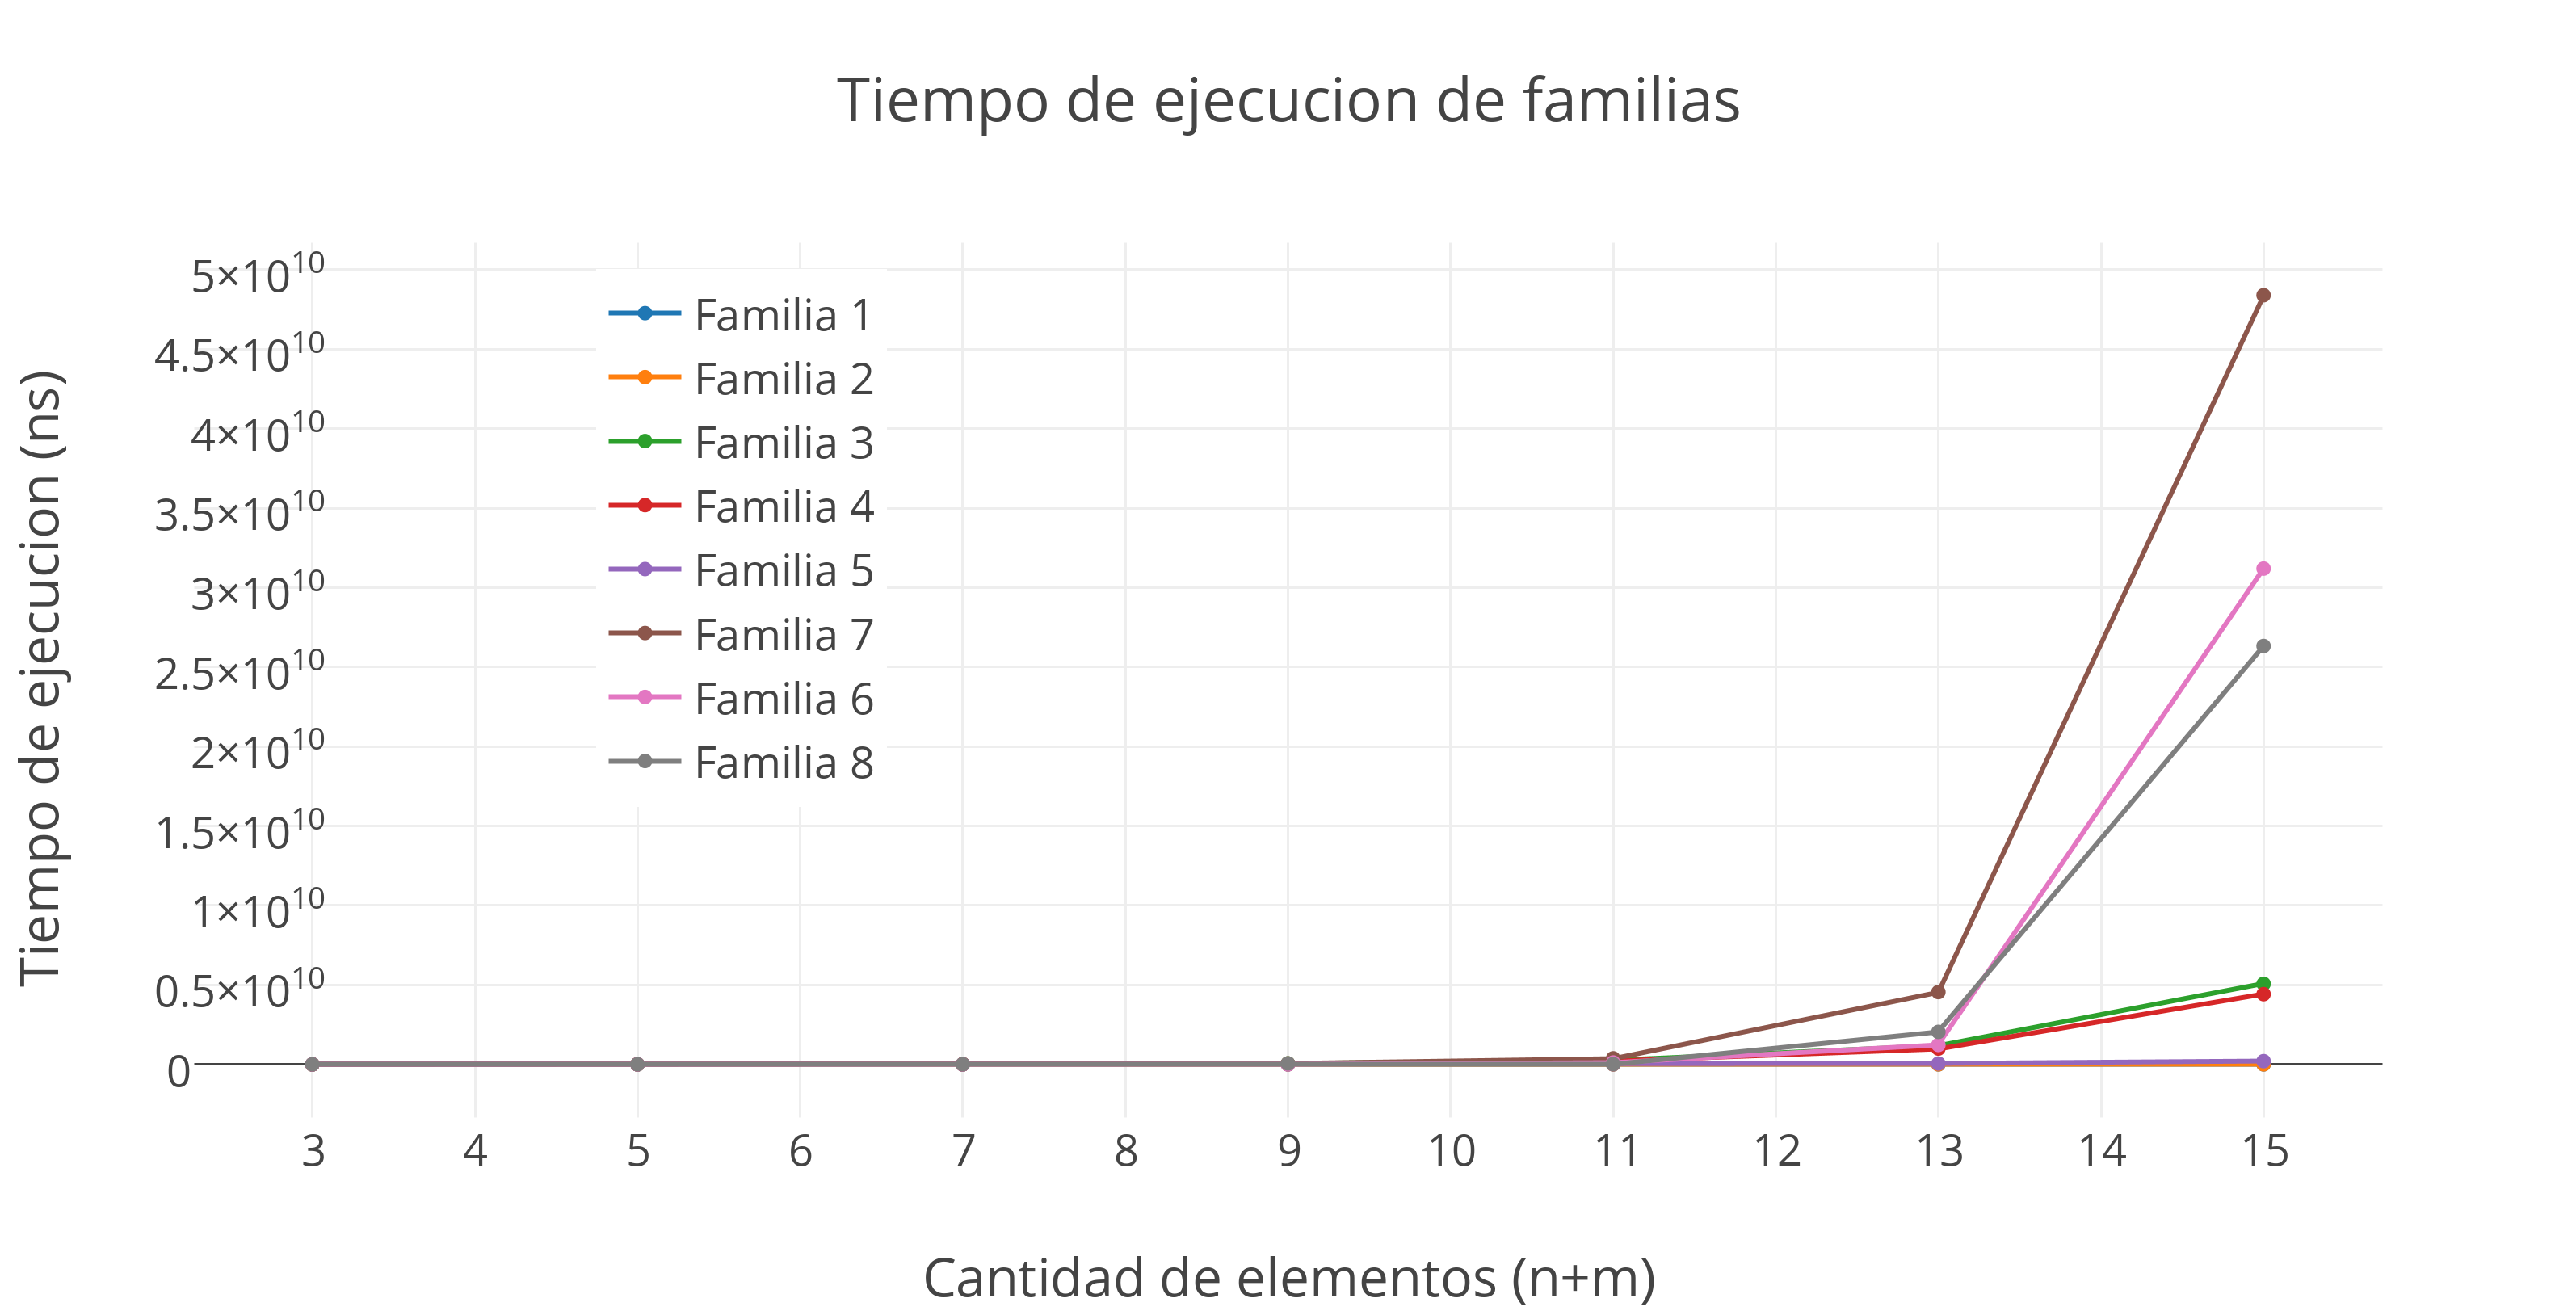 Tiempo de ejecucion de familias
Tiempo de ejecucion (ns)
5×10¹⁰
4.5×10¹⁰
4×10¹⁰
3.5×10¹⁰
3×10¹⁰
2.5×10¹⁰
2×10¹⁰
1.5×10¹⁰
1×10¹⁰
0.5×10¹⁰
0
Familia 1
Familia 2
Familia 3
Familia 4
Familia 5
Familia 7
Familia 6
Familia 8
3 4 5 6 7 8 9 10 11 12 13 14 15
Cantidad de elementos (n+m)